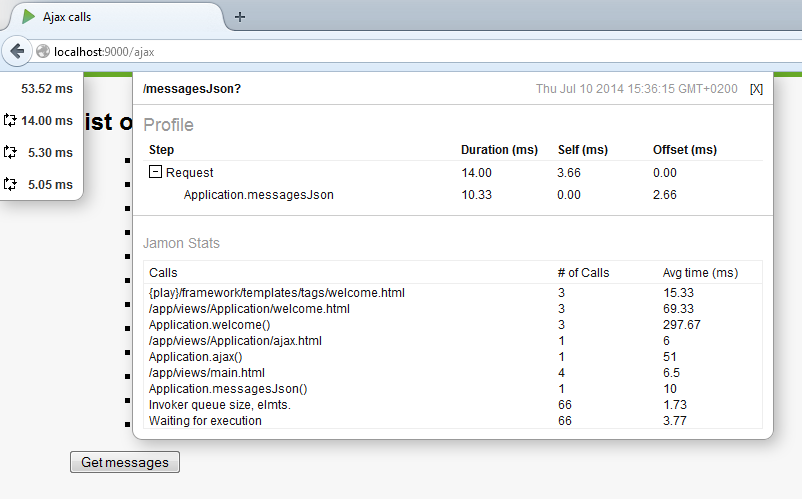 Ajax calls
localhost:9000/ajax
53.52 ms
14.00 ms
5.30 ms
5.05 ms
ist o
/messagesJson? Thu Jul 10 2014 15:36:15 GMT+0200 [X]
Profile
Step Duration (ms) Self (ms) Offset (ms)
Request 14.00 3.66 0.00
Application.messagesJson 10.33 0.00 2.66
Jamon Stats
Calls # of Calls Avg time (ms)
{play}/framework/templates/tags/welcome.html 3 15.33
/app/views/Application/welcome.html 3 69.33
Application.welcome() 3 297.67
/app/views/Application/ajax.html 1 6
Application.ajax() 1 51
/app/views/main.html 4 6.5
Application.messagesJson() 1 10
Invoker queue size, elmts. 66 1.73
Waiting for execution 66 3.77
Get messages